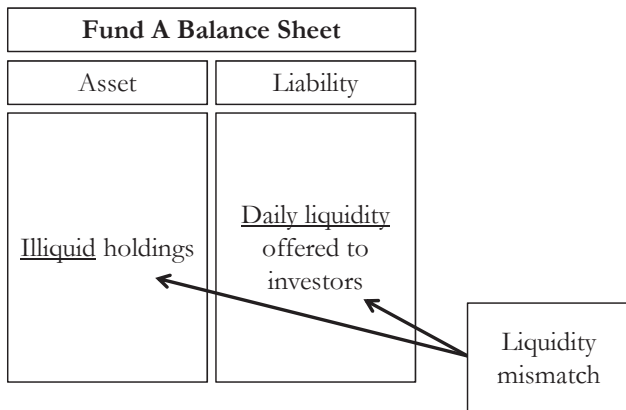 Fund A Balance Sheet
Asset
Liability
Illiquid holdings
Daily liquidity
offered to
investors
Liquidity
mismatch